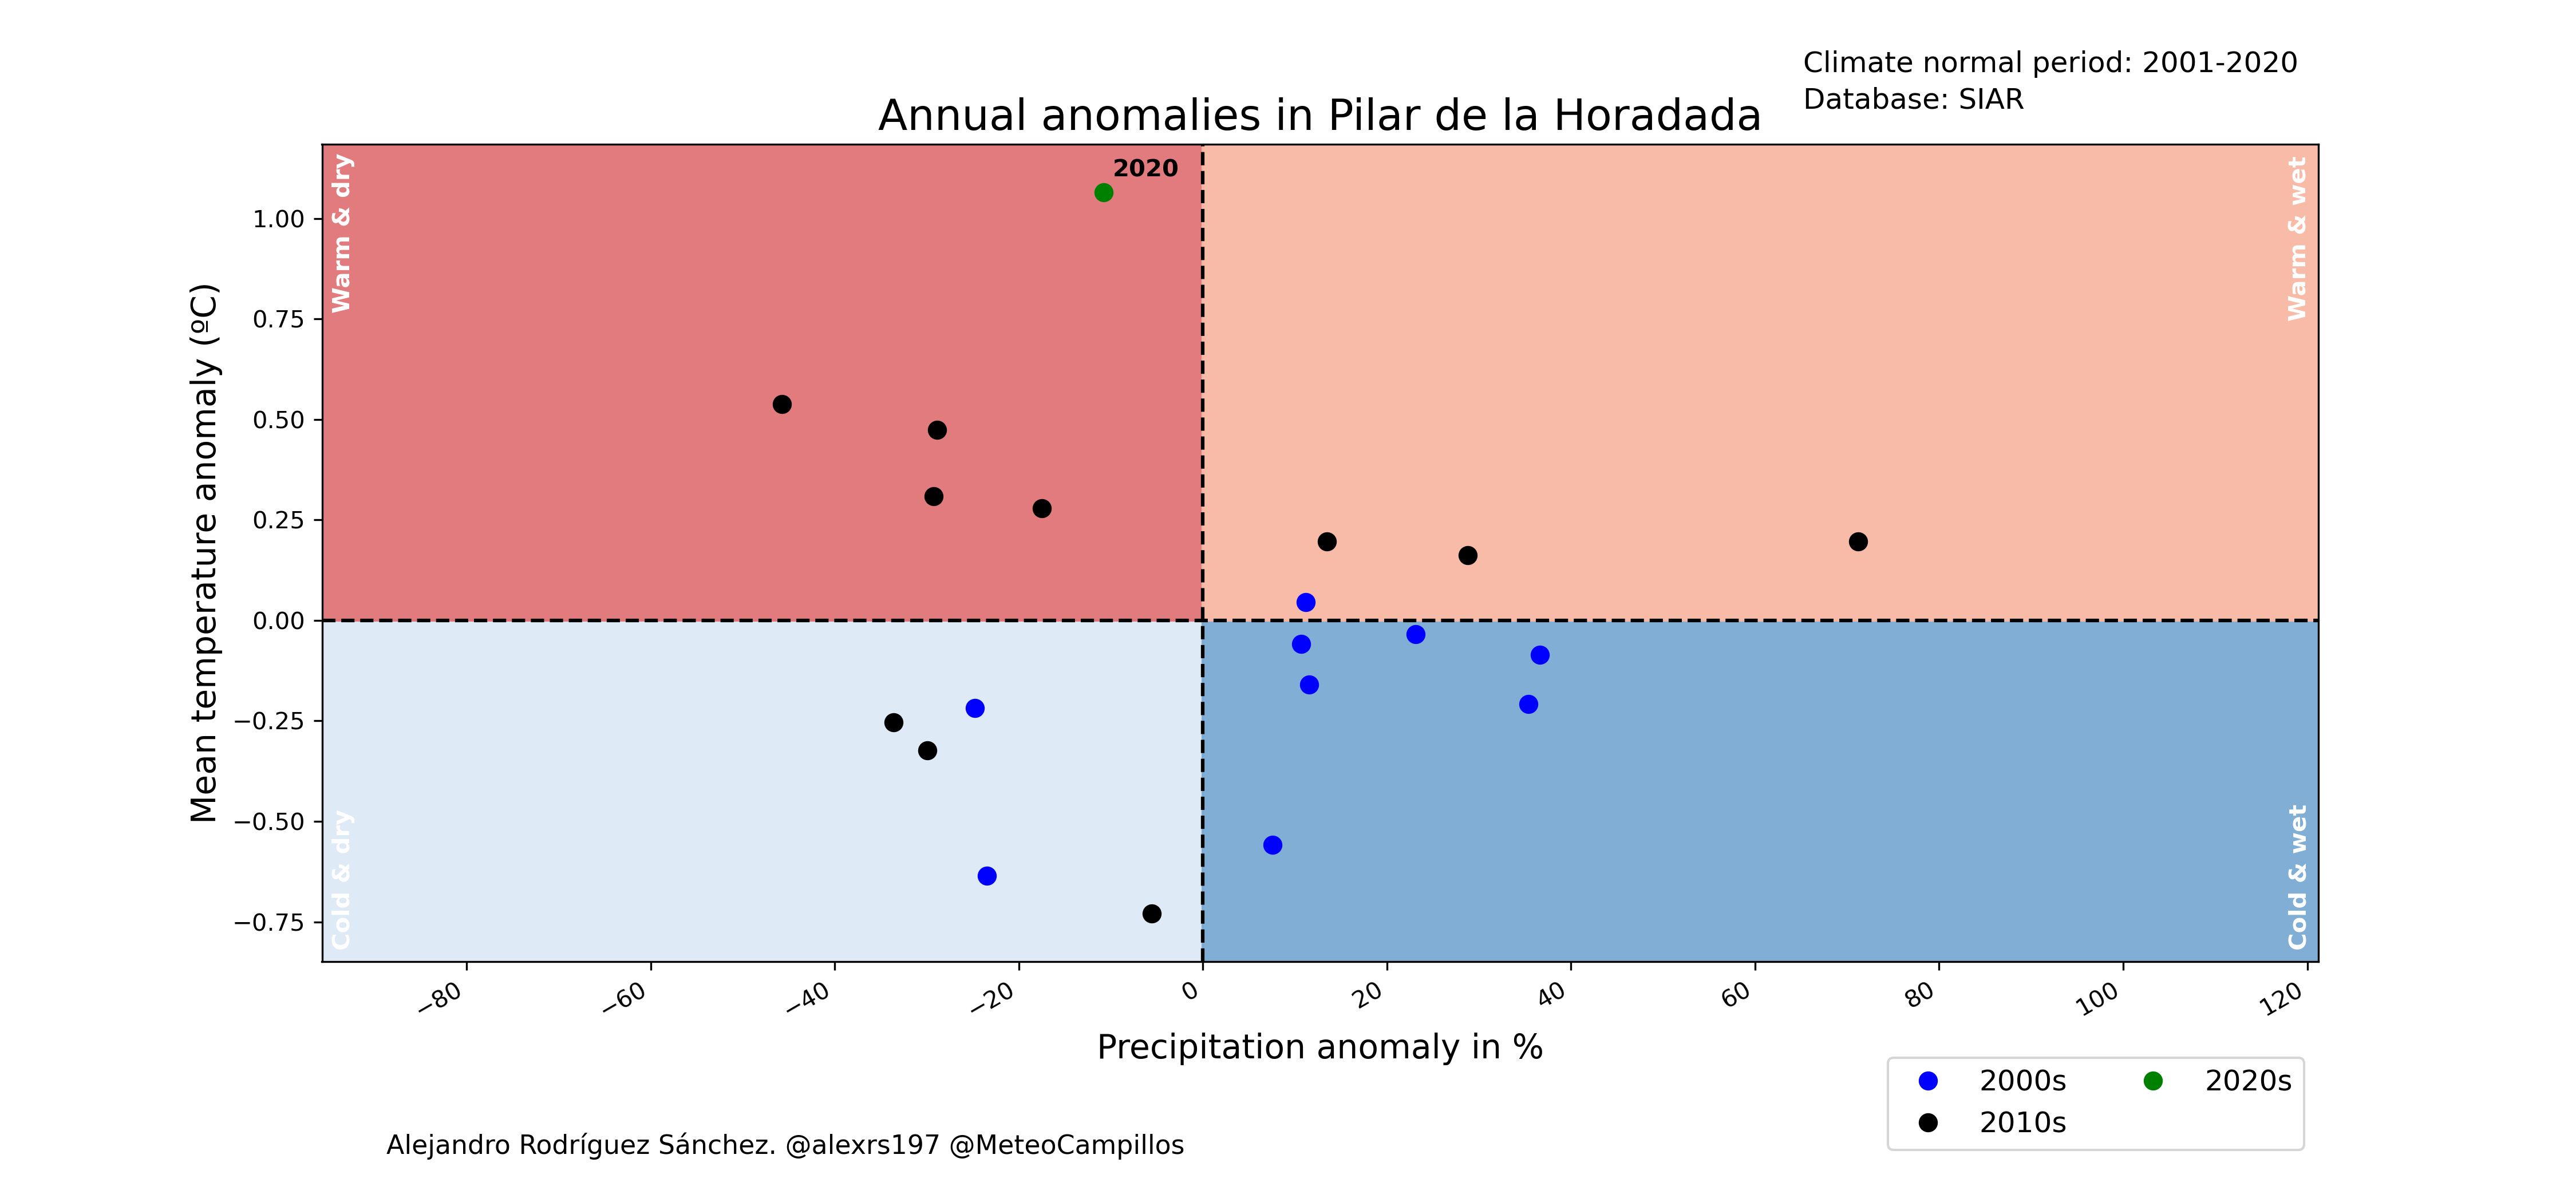 Climate normal period: 2001-2020
Database: SIAR
Annual anomalies in Pilar de la Horadada
Warm & dry
2020
Warm & wet
Mean temperature anomaly (ºC)
1.00
0.75
0.50
0.25
0.00
−0.25
−0.50
−0.75
Cold & dry
Cold & wet
−80 −60 −40 −20 0 20 40 60 80 100 120
Precipitation anomaly in %
2000s 2020s
2010s
Alejandro Rodríguez Sánchez. @alexrs197 @MeteoCampillos